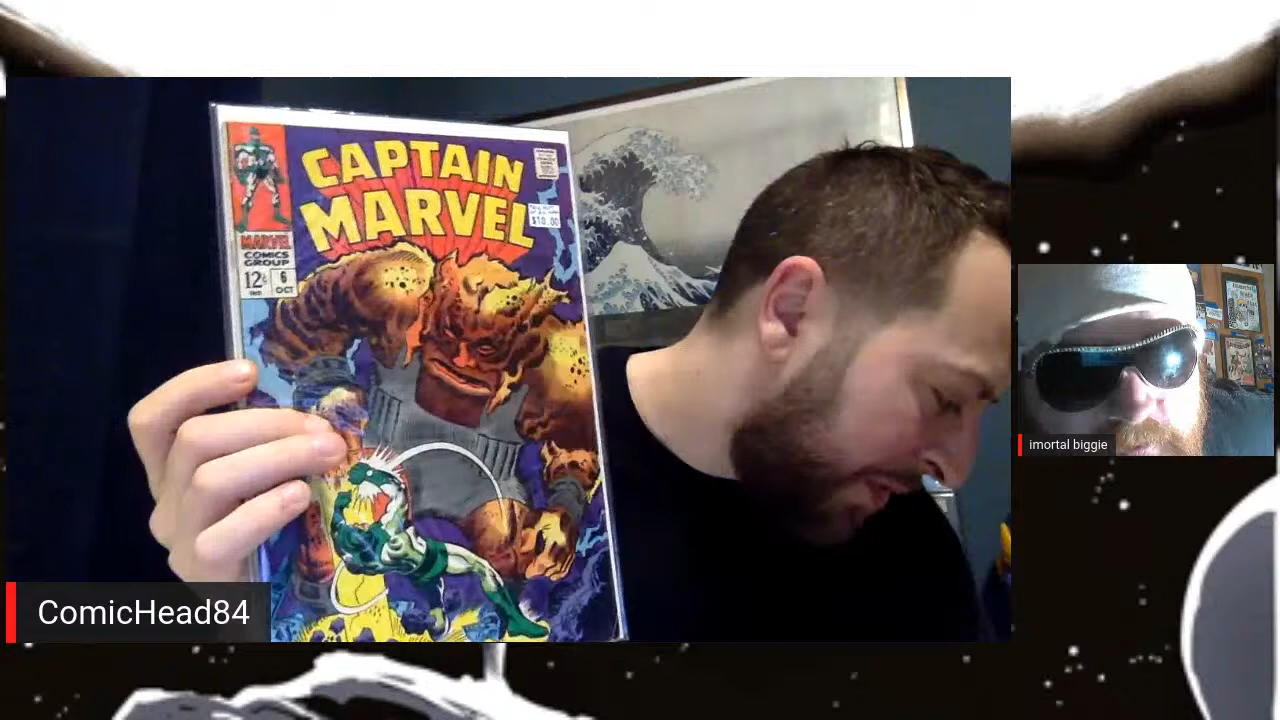 CAPTAIN
MARVEL
$10.00
MARVEL
COMICS
GROUP
12¢
6
OCT
imortal biggie
ComicHead84